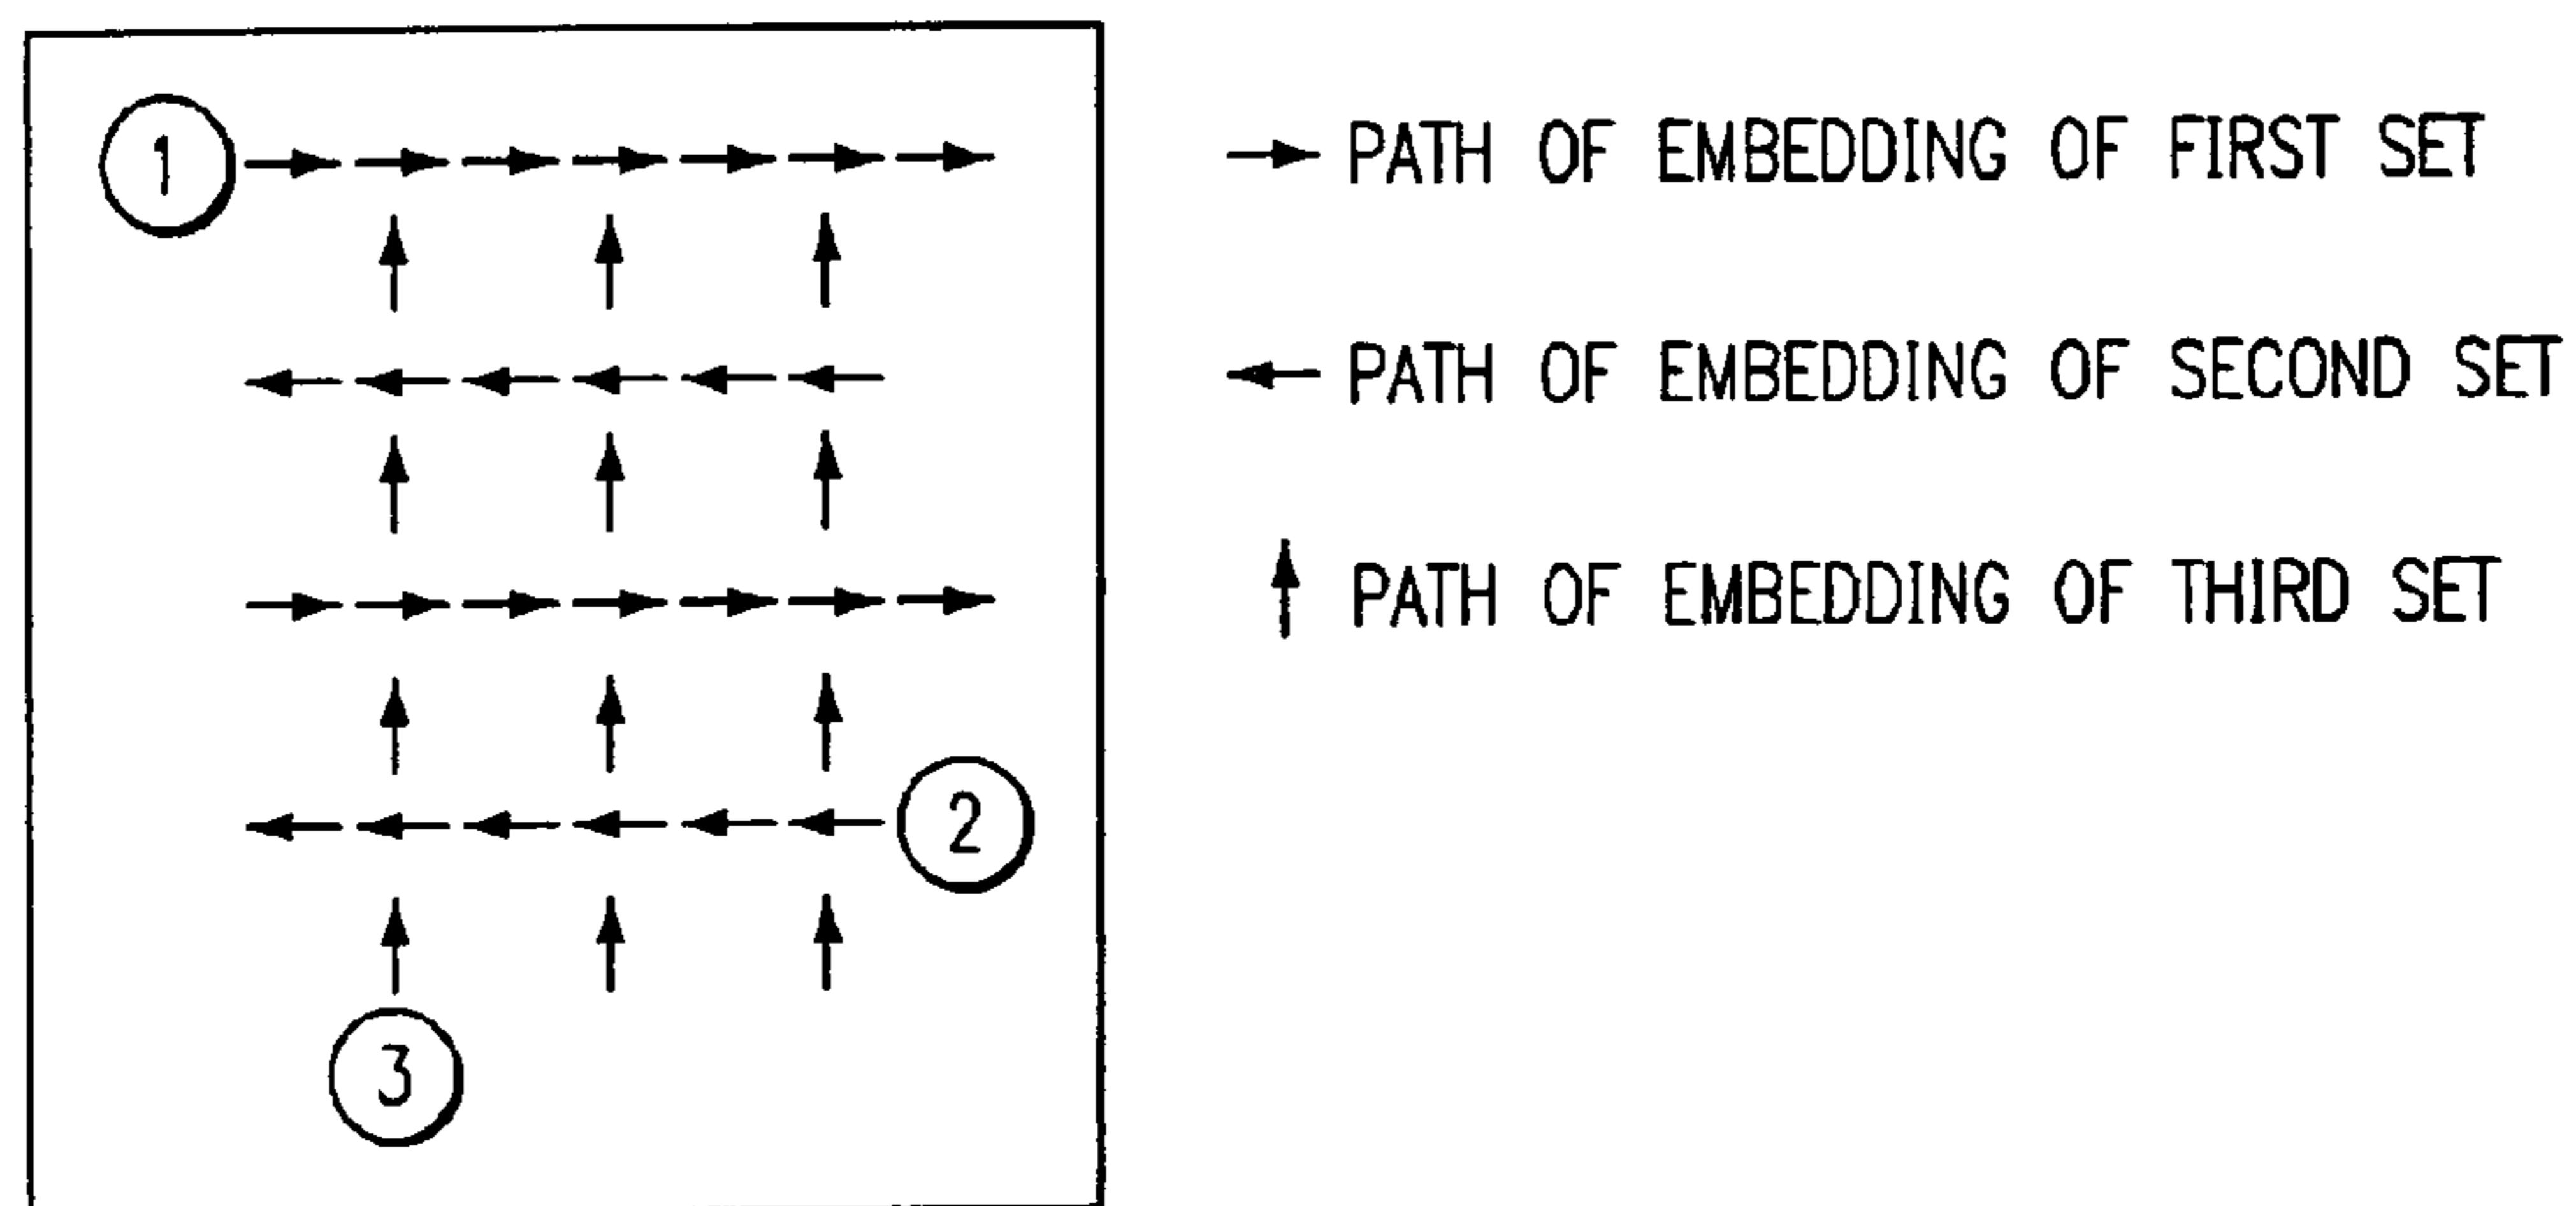 1
→ PATH OF EMBEDDING OF FIRST SET
← PATH OF EMBEDDING OF SECOND SET
↑ PATH OF EMBEDDING OF THIRD SET
2
3